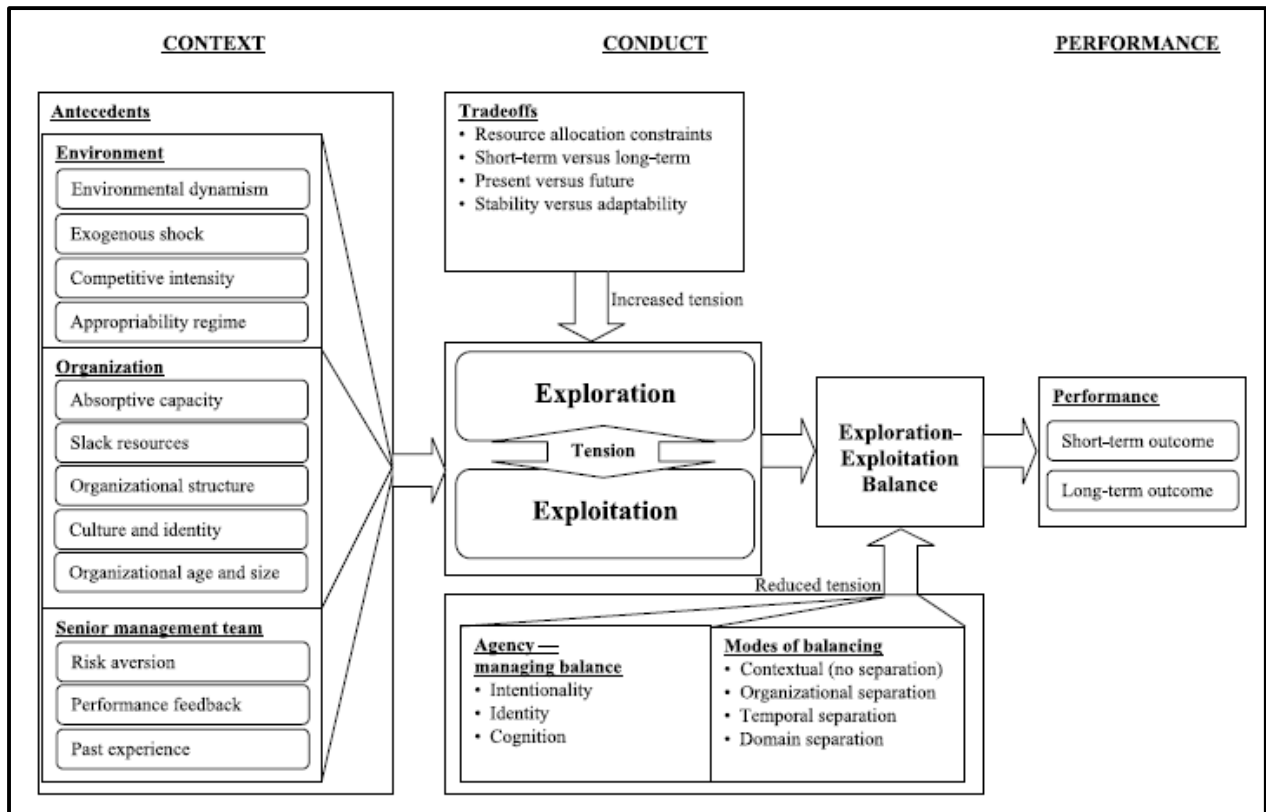 CONTEXT
CONDUCT
PERFORMANCE
Antecedents
Environment
Environmental dynamism
Exogenous shock
Competitive intensity
Appropriability regime
Organization
Absorptive capacity
Slack resources
Organizational structure
Culture and identity
Organizational age and size
Senior management team
Risk aversion
Performance feedback
Past experience
Tradeoffs
• Resource allocation constraints
• Short-term versus long-term
• Present versus future
• Stability versus adaptability
Increased tension
Exploration
Tension
Exploitation
Exploration–
Exploitation
Balance
Reduced tension
Agency —
managing balance
• Intentionality
• Identity
• Cognition
Modes of balancing
• Contextual (no separation)
• Organizational separation
• Temporal separation
• Domain separation
Performance
Short-term outcome
Long-term outcome